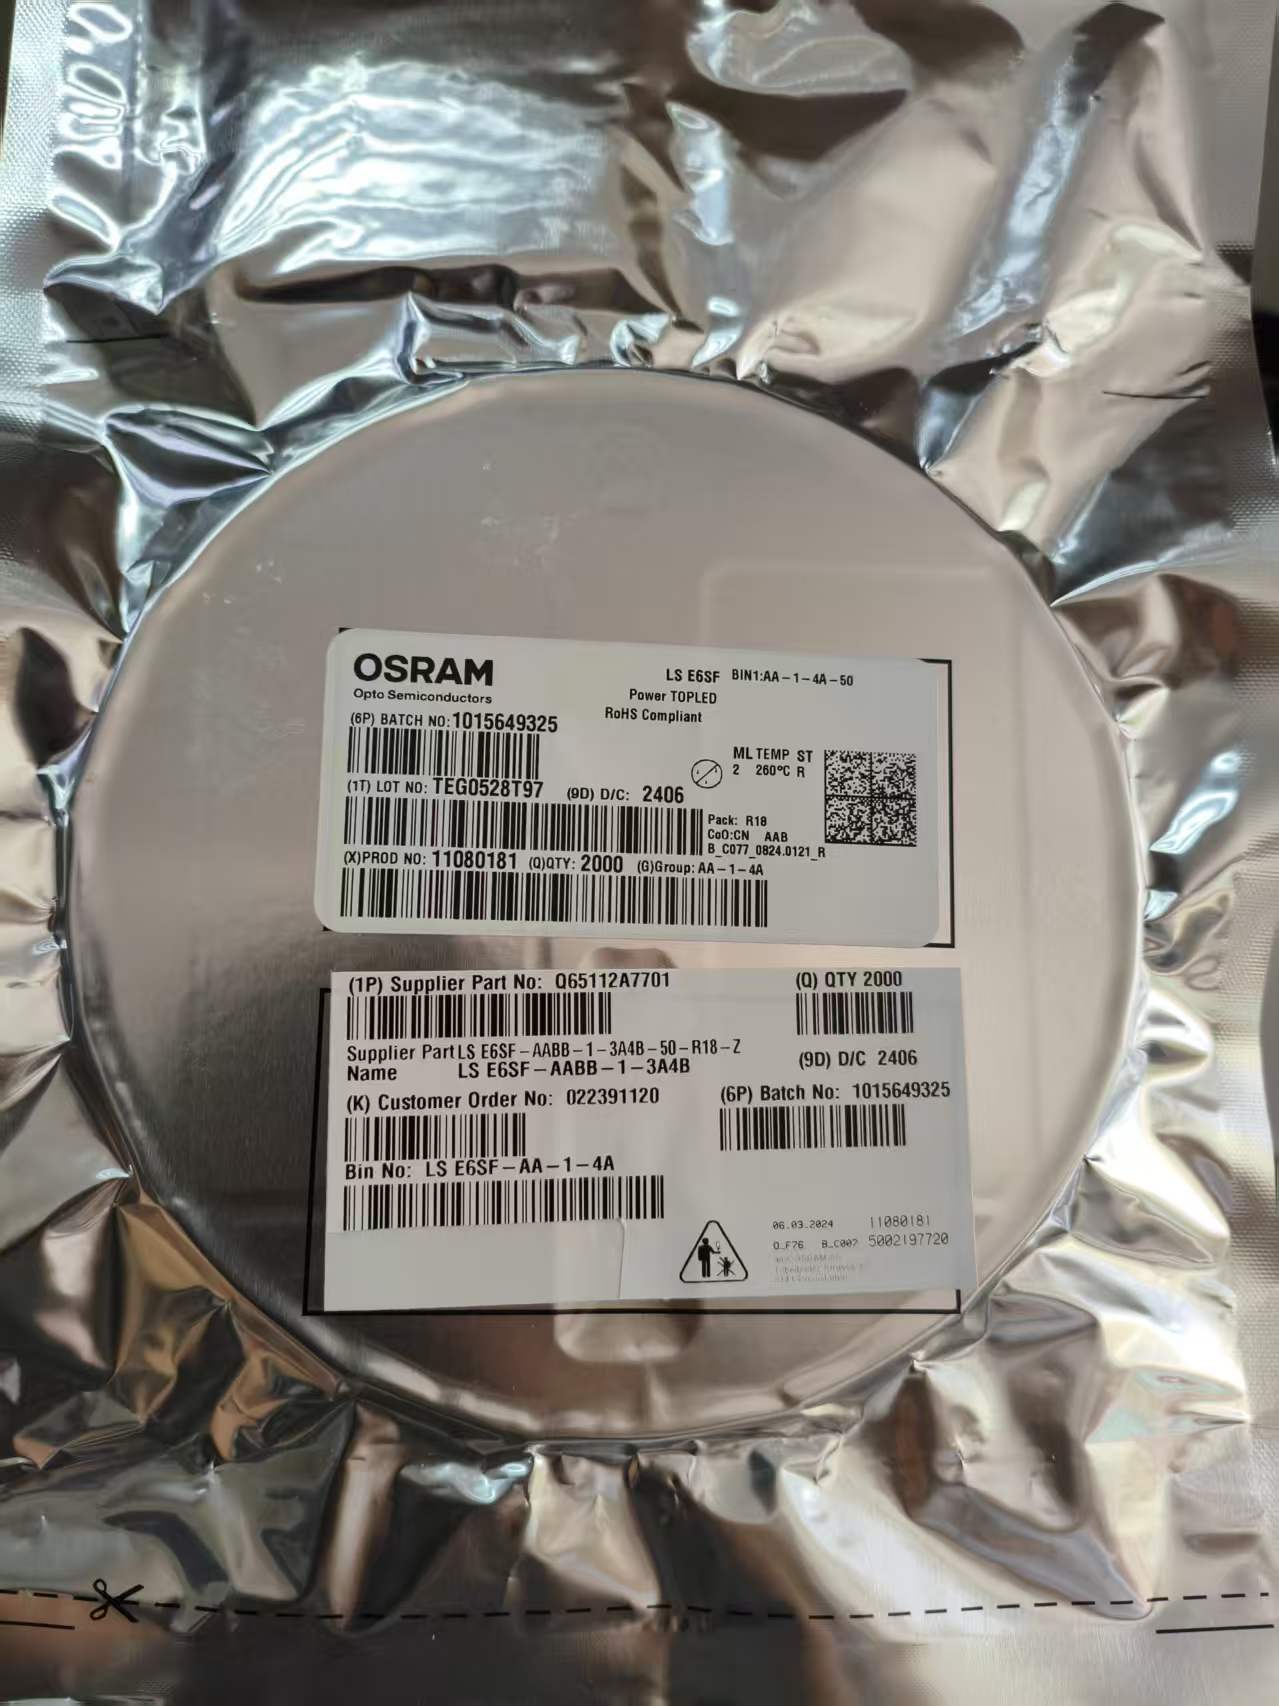 OSRAM
Opto Semiconductors
LS E6SF BIN1:AA-1-4A-50
Power TOPLED
RoHS Compliant
(6P) BATCH NO:1015649325
ML TEMP ST
2 260°C R
(1T) LOT NO: TEG0528T97 (9D) D/C: 2406
Pack: R18
CoO:CN AAB
B_C077_0824.0121_R
(X)PROD NO: 11080181 (Q)QTY: 2000 (G)Group: AA-1-4A
(1P) Supplier Part No: Q65112A7701 (Q) QTY 2000
Supplier Part LS E6SF-AABB-1-3A4B-50-R18-Z
Name LS E6SF-AABB-1-3A4B
(9D) D/C 2406
(K) Customer Order No: 022391120 (6P) Batch No: 1015649325
Bin No: LS E6SF-AA-1-4A
06.03.2024 11080181
O_F76 B_C007 5002197720